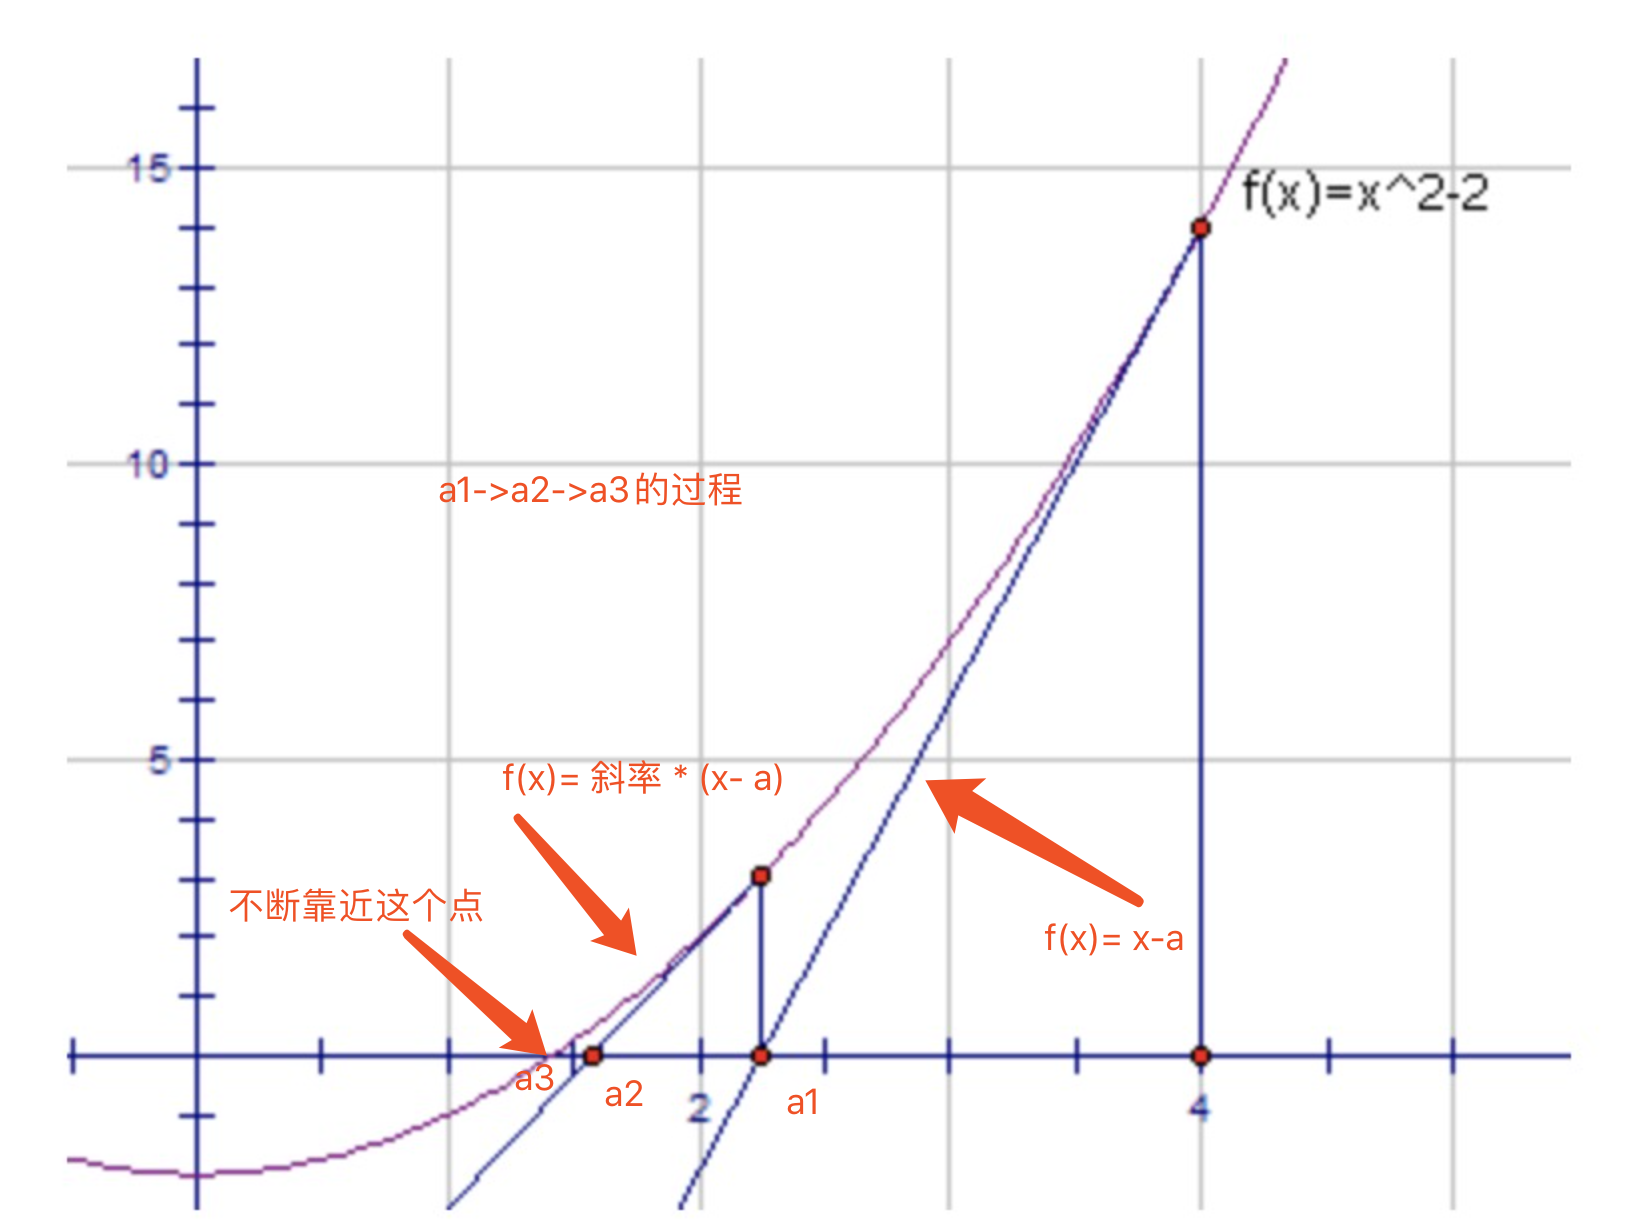 15
f(x)=x^2-2
10
a1->a2->a3的过程
5
f(x)= 斜率 * (x- a)
不断靠近这个点
f(x)= x-a
a3
a2
2
a1
4